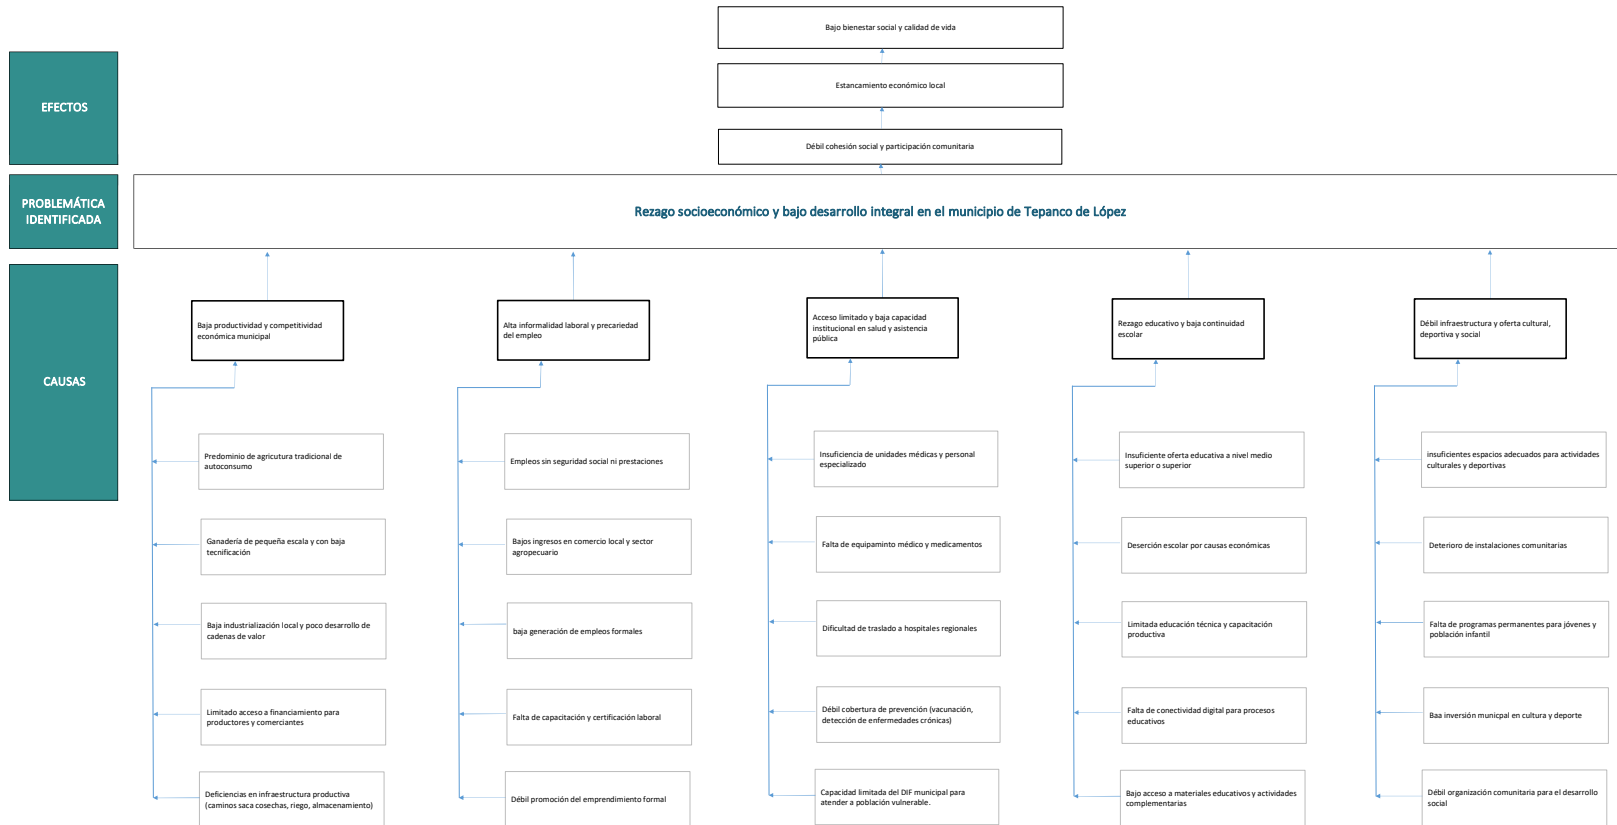 Bajo bienestar social y calidad de vida
EFECTOS
Estancamiento económico local
Débil cohesión social y participación comunitaria
PROBLEMÁTICA
IDENTIFICADA
Rezago socioeconómico y bajo desarrollo integral en el municipio de Tepanco de López
CAUSAS
Baja productividad y competitividad
económica municipal
Predominio de agricutura tradicional de
autoconsumo
Ganadería de pequeña escala y con baja
tecnificación
Baja industrialización local y poco desarrollo de
cadenas de valor
Limitado acceso a financiamiento para
productores y comerciantes
Deficiencias en infraestructura productiva
(caminos saca cosechas, riego, almacenamiento)
Alta informalidad laboral y precariedad
del empleo
Empleos sin seguridad social ni prestaciones
Bajos ingresos en comercio local y sector
agropecuario
baja generación de empleos formales
Falta de capacitación y certificación laboral
Débil promoción del emprendimiento formal
Acceso limitado y baja capacidad
institucional en salud y asistencia
pública
Insuficiencia de unidades médicas y personal
especializado
Falta de equipaminto médico y medicamentos
Dificultad de traslado a hospitales regionales
Débil cobertura de prevención (vacunación,
detección de enfermedades crónicas)
Capacidad limitada del DIF municipal para
atender a población vulnerable.
Rezago educativo y baja continuidad
escolar
Insuficiente oferta educativa a nivel medio
superior o superior
Deserción escolar por causas económicas
Limitada educación técnica y capacitación
productiva
Falta de conectividad digital para procesos
educativos
Bajo acceso a materiales educativos y actividades
complementarias
Débil infraestructura y oferta cultural,
deportiva y social
insuficientes espacios adecuados para actividades
culturales y deportivas
Deterioro de instalaciones comunitarias
Falta de programas permanentes para jóvenes y
población infantil
Baa inversión municpal en cultura y deporte
Débil organización comunitaria para el desarrollo
social